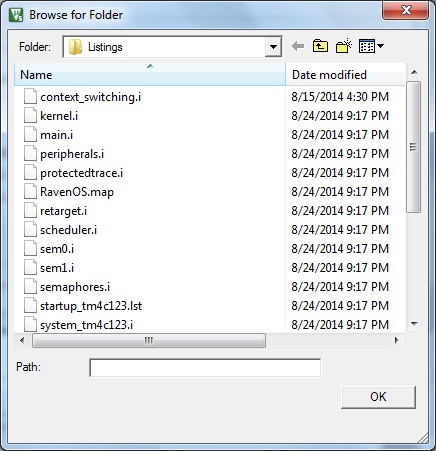 Browse for Folder
Folder: Listings
Name Date modified
context_switching.i 8/15/2014 4:30 PM
kernel.i 8/24/2014 9:17 PM
main.i 8/24/2014 9:17 PM
peripherals.i 8/24/2014 9:17 PM
protectedtrace.i 8/24/2014 9:17 PM
RavenOS.map 8/24/2014 9:17 PM
retarget.i 8/24/2014 9:17 PM
scheduler.i 8/24/2014 9:17 PM
sem0.i 8/24/2014 9:17 PM
sem1.i 8/24/2014 9:17 PM
semaphores.i 8/24/2014 9:17 PM
startup_tm4c123.lst 8/24/2014 9:17 PM
system_tm4c123.i 8/24/2014 9:17 PM
Path:
OK